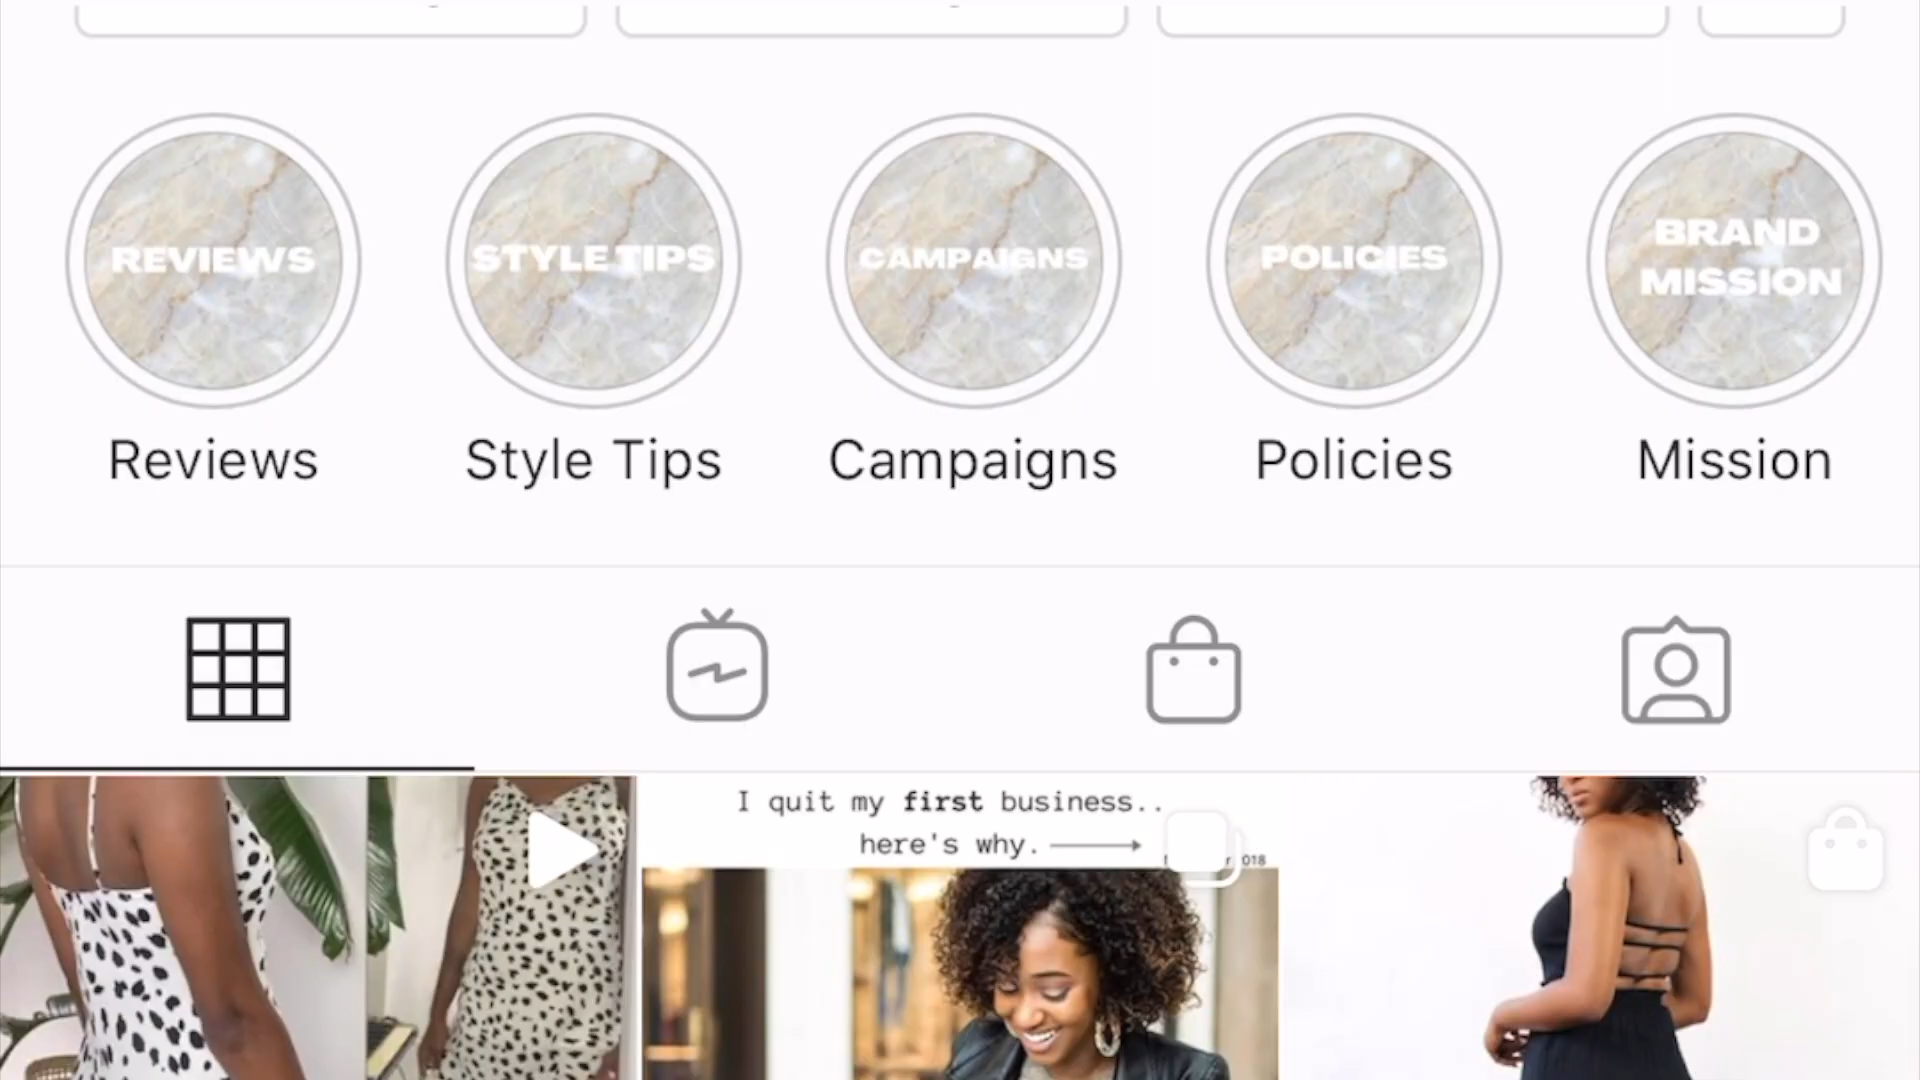 REVIEWS
STYLE TIPS
CAMPAIGNS
POLICIES
BRAND
MISSION
Reviews
Style Tips
Campaigns
Policies
Mission
I quit my first business..
here's why.